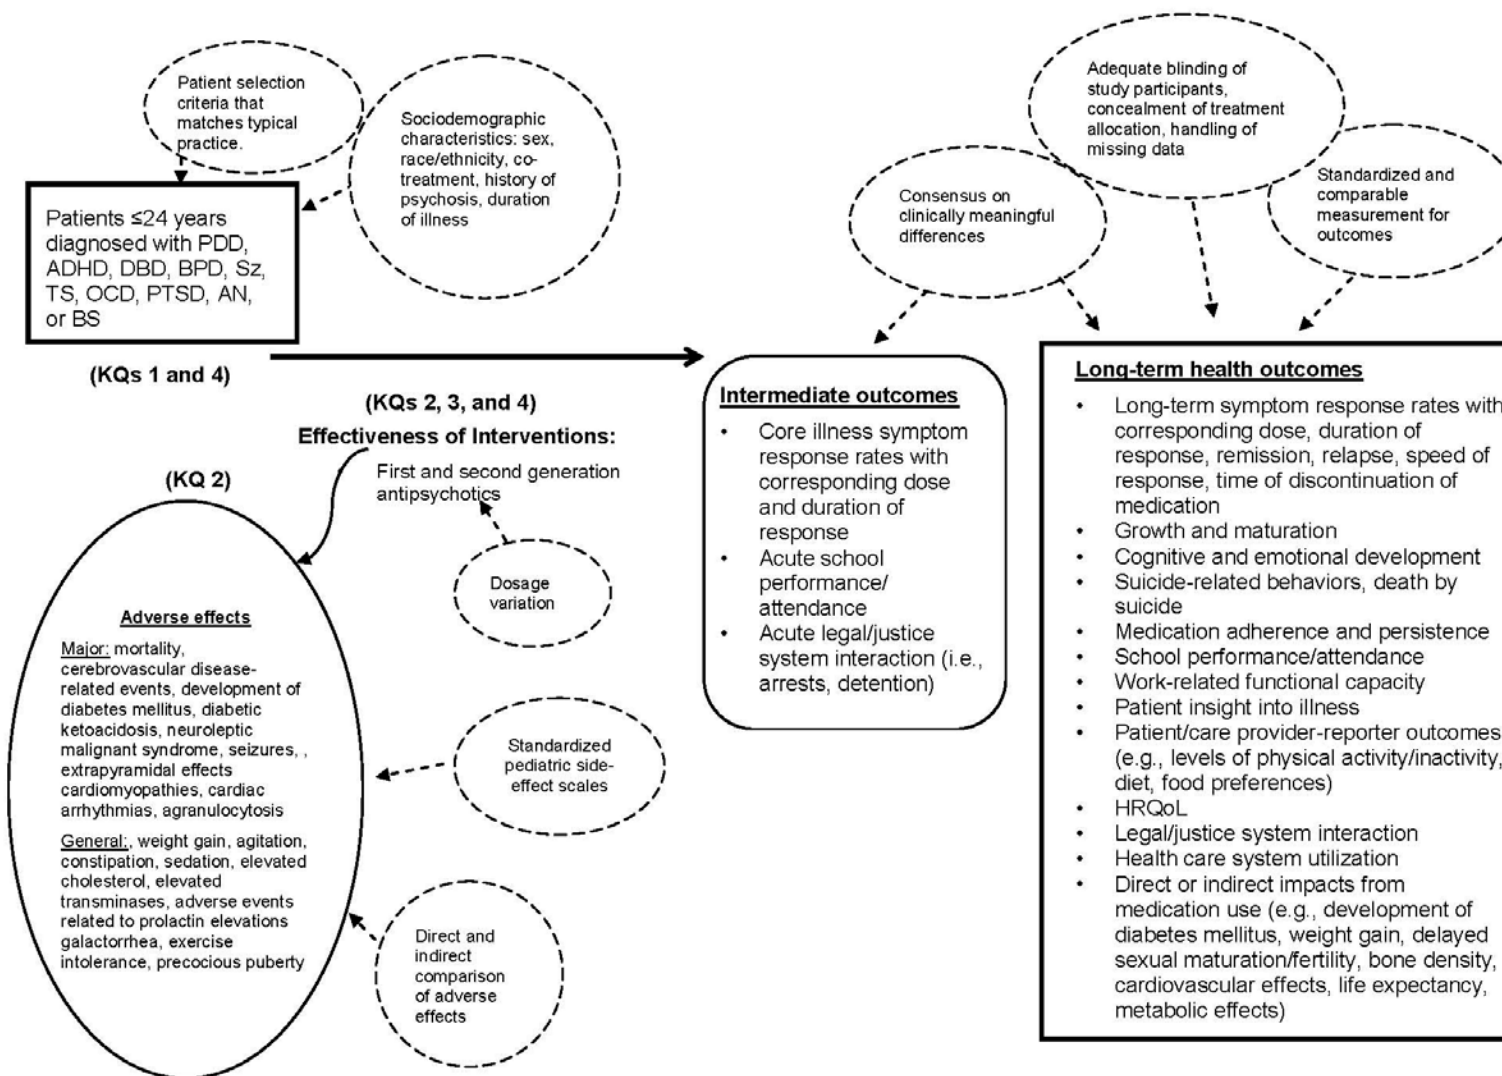 Patient selection
criteria that
matches typical
practice.
Sociodemographic
characteristics: sex,
race/ethnicity, co-
treatment, history of
psychosis, duration
of illness
Adequate blinding of
study participants,
concealment of treatment
allocation, handling of
missing data
Consensus on
clinically meaningful
differences
Standardized and
comparable
measurement for
outcomes
Patients ≤24 years
diagnosed with PDD,
ADHD, DBD, BPD, Sz,
TS, OCD, PTSD, AN,
or BS
(KQs 1 and 4)
(KQs 2, 3, and 4)
Effectiveness of Interventions:
First and second generation
antipsychotics
Dosage
variation
(KQ 2)
Adverse effects
Major: mortality,
cerebrovascular disease-
related events, development of
diabetes mellitus, diabetic
ketoacidosis, neuroleptic
malignant syndrome, seizures, ,
extrapyramidal effects
cardiomyopathies, cardiac
arrhythmias, agranulocytosis
General:, weight gain, agitation,
constipation, sedation, elevated
cholesterol, elevated
transminases, adverse events
related to prolactin elevations
galactorrhea, exercise
intolerance, precocious puberty
Standardized
pediatric side-
effect scales
Direct and
indirect
comparison
of adverse
effects
Intermediate outcomes
• Core illness symptom
response rates with
corresponding dose
and duration of
response
• Acute school
performance/
attendance
• Acute legal/justice
system interaction (i.e.,
arrests, detention)
Long-term health outcomes
• Long-term symptom response rates with
corresponding dose, duration of
response, remission, relapse, speed of
response, time of discontinuation of
medication
• Growth and maturation
• Cognitive and emotional development
• Suicide-related behaviors, death by
suicide
• Medication adherence and persistence
• School performance/attendance
• Work-related functional capacity
• Patient insight into illness
• Patient/care provider-reporter outcomes
(e.g., levels of physical activity/inactivity,
diet, food preferences)
• HRQoL
• Legal/justice system interaction
• Health care system utilization
• Direct or indirect impacts from
medication use (e.g., development of
diabetes mellitus, weight gain, delayed
sexual maturation/fertility, bone density,
cardiovascular effects, life expectancy,
metabolic effects)